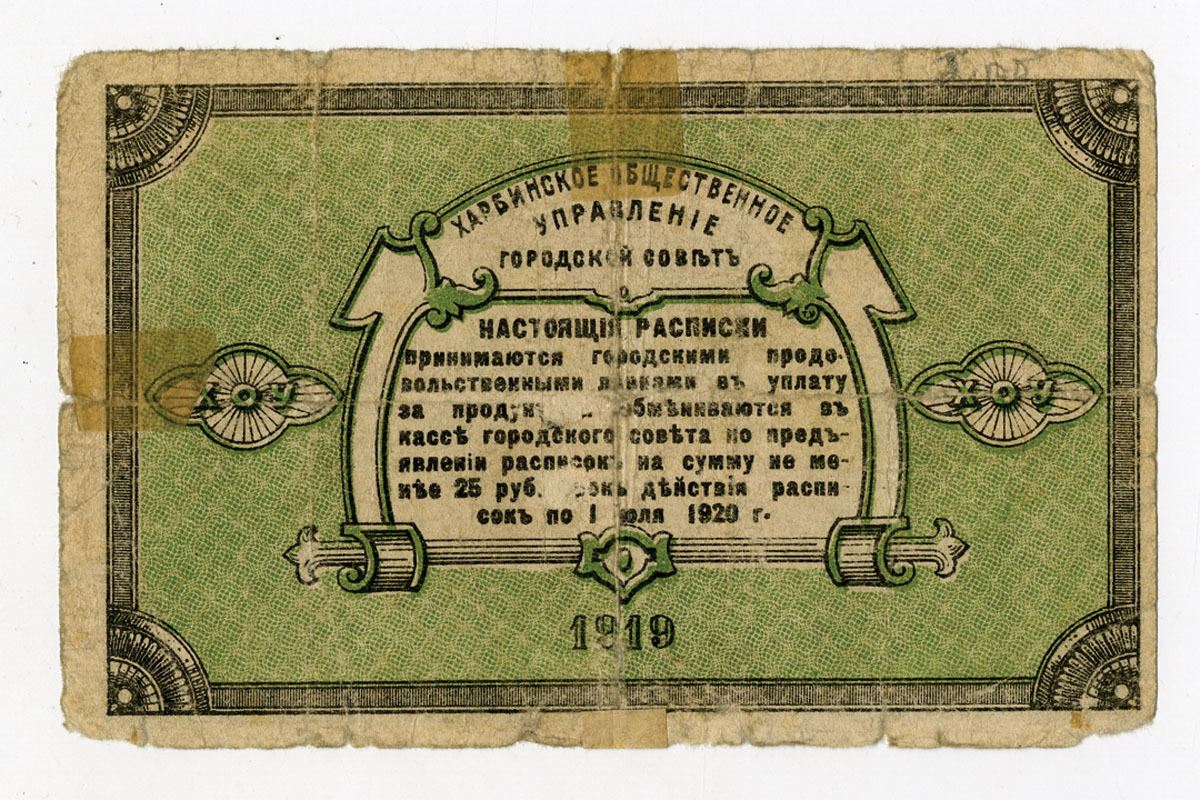 ХАРБИНСКОЕ ОБЩЕСТВЕННОЕ
УПРАВЛЕНІЕ
ГОРОДСКОЙ СОВѢТЪ
НАСТОЯЩІЯ РАСПИСКИ
принимаются городскими продо-
вольственными лавками въ уплату
за обмѣниваются въ
кассѣ городского совѣта по предъ-
явленіи расписокъ на сумму не ме-
нѣе 25 руб. дѣйствія распи-
сокъ по 1 юля 1920 г.
Х О У
Х О У
1919